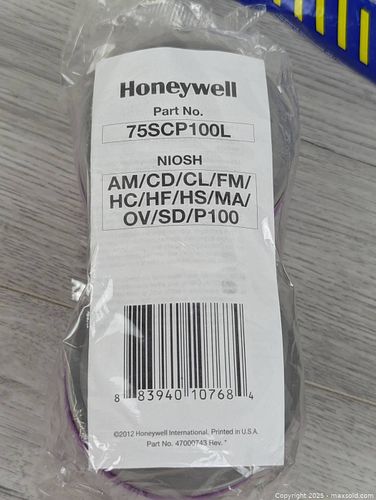 Honeywell
Part No.
75SCP100L
NIOSH
AM/CD/CL/FM/
HC/HF/HS/MA/
OV/SD/P100
8 83940 10768 4
©2012 Honeywell International. Printed in U.S.A.
Part No. 47000743 Rev. *
© Copyright 2025 - maxsold.com